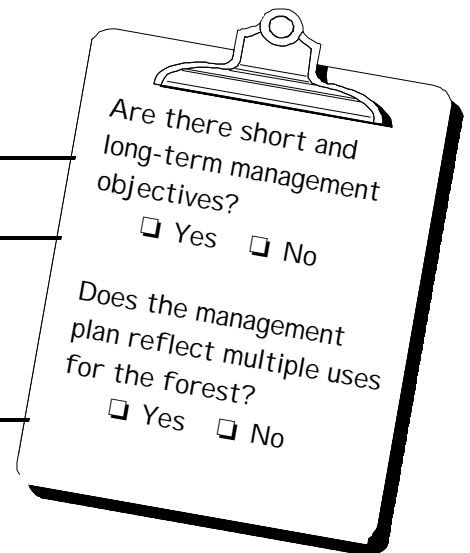 Are there short and
long-term management
objectives?
❏ Yes ❏ No
Does the management
plan reflect multiple uses
for the forest?
❏ Yes ❏ No